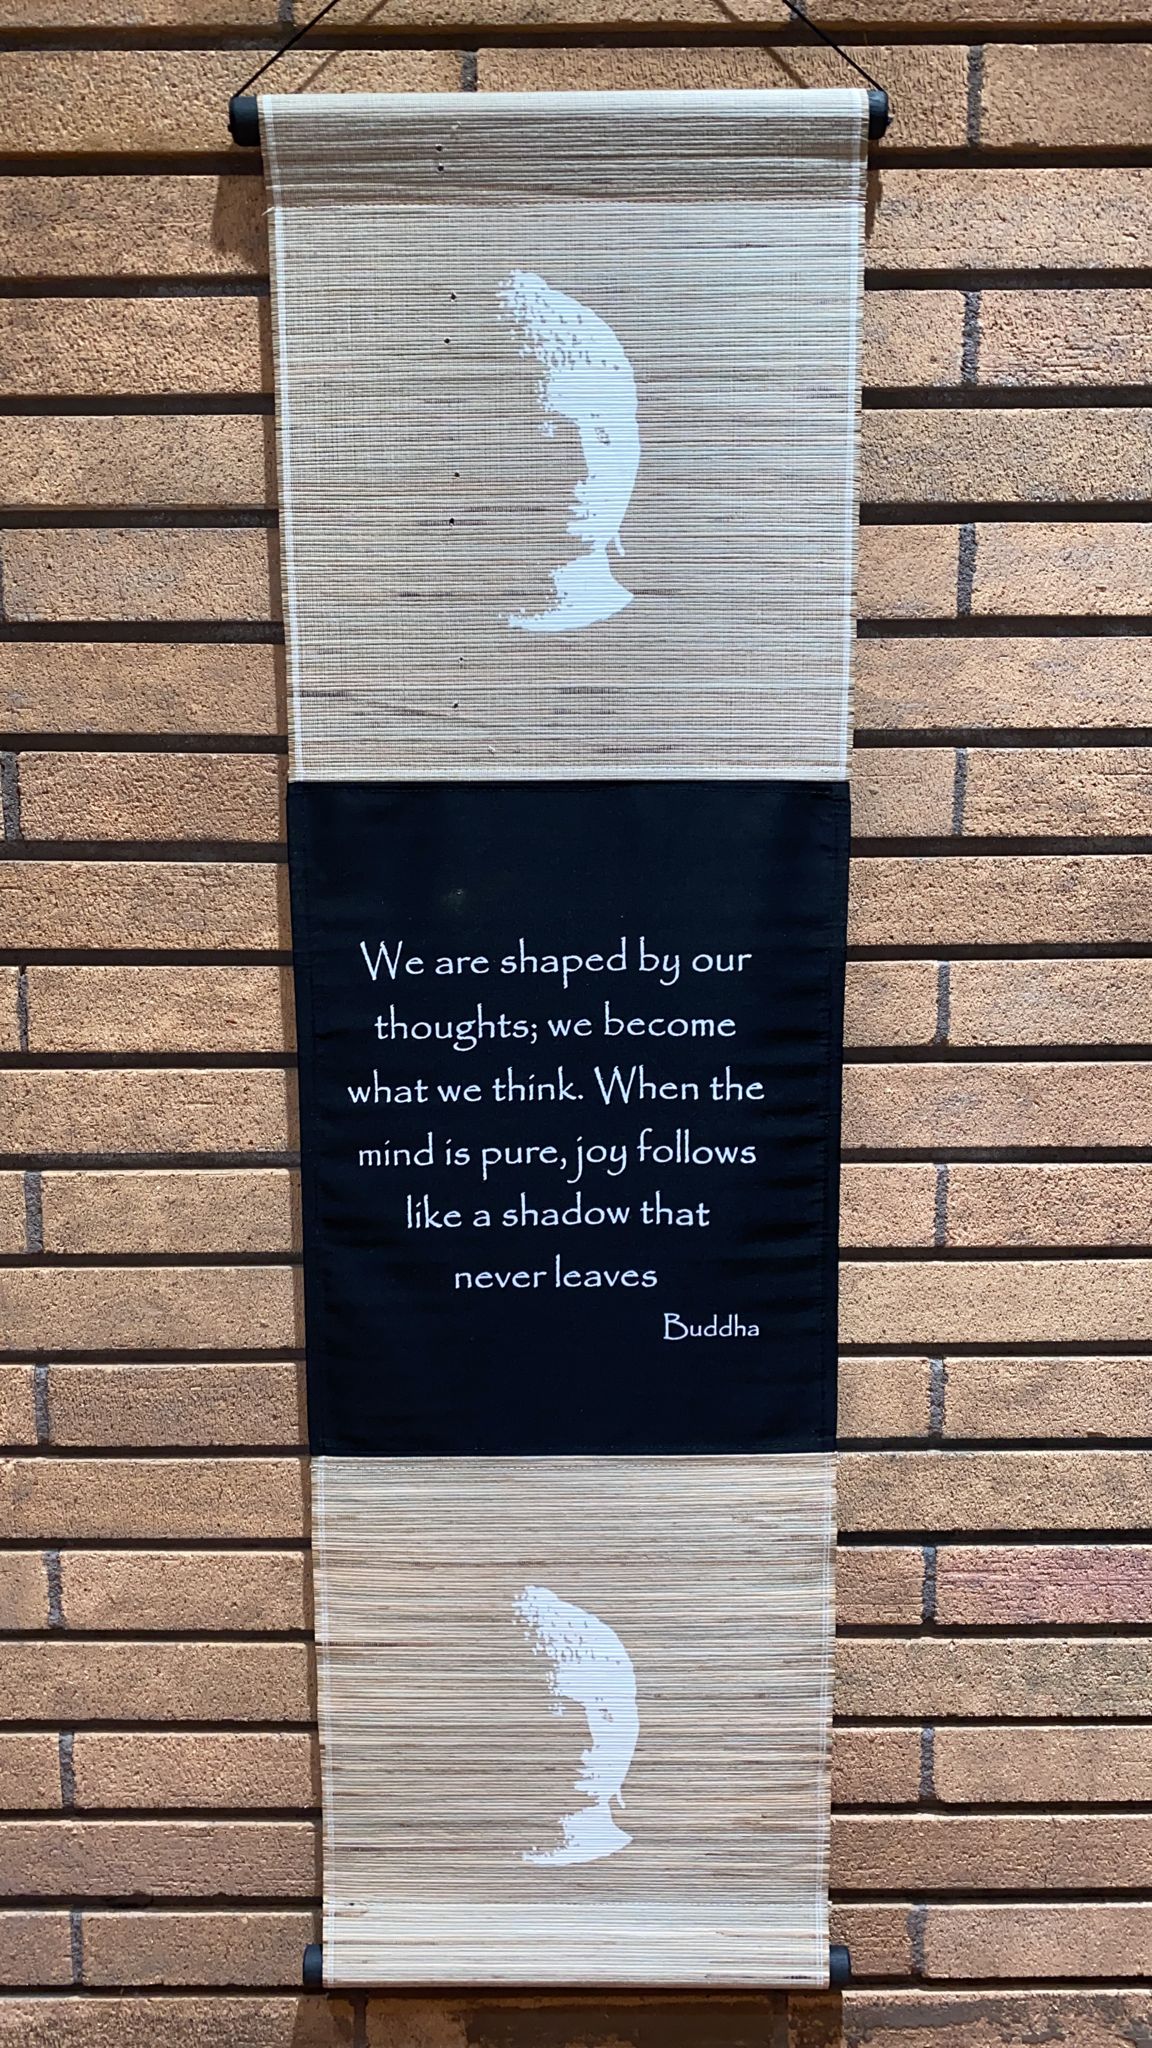 We are shaped by our
thoughts; we become
what we think. When the
mind is pure, joy follows
like a shadow that
never leaves
Buddha